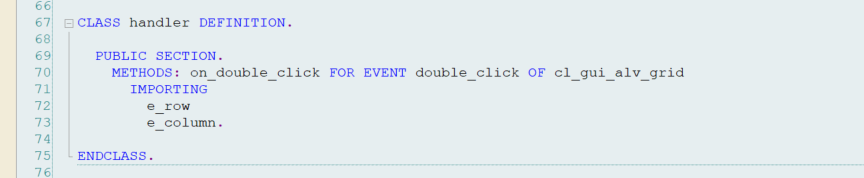 66
67 CLASS handler DEFINITION.
68
69 PUBLIC SECTION.
70 METHODS: on_double_click FOR EVENT double_click OF cl_gui_alv_grid
71 IMPORTING
72 e_row
73 e_column.
74
75 ENDCLASS.
76